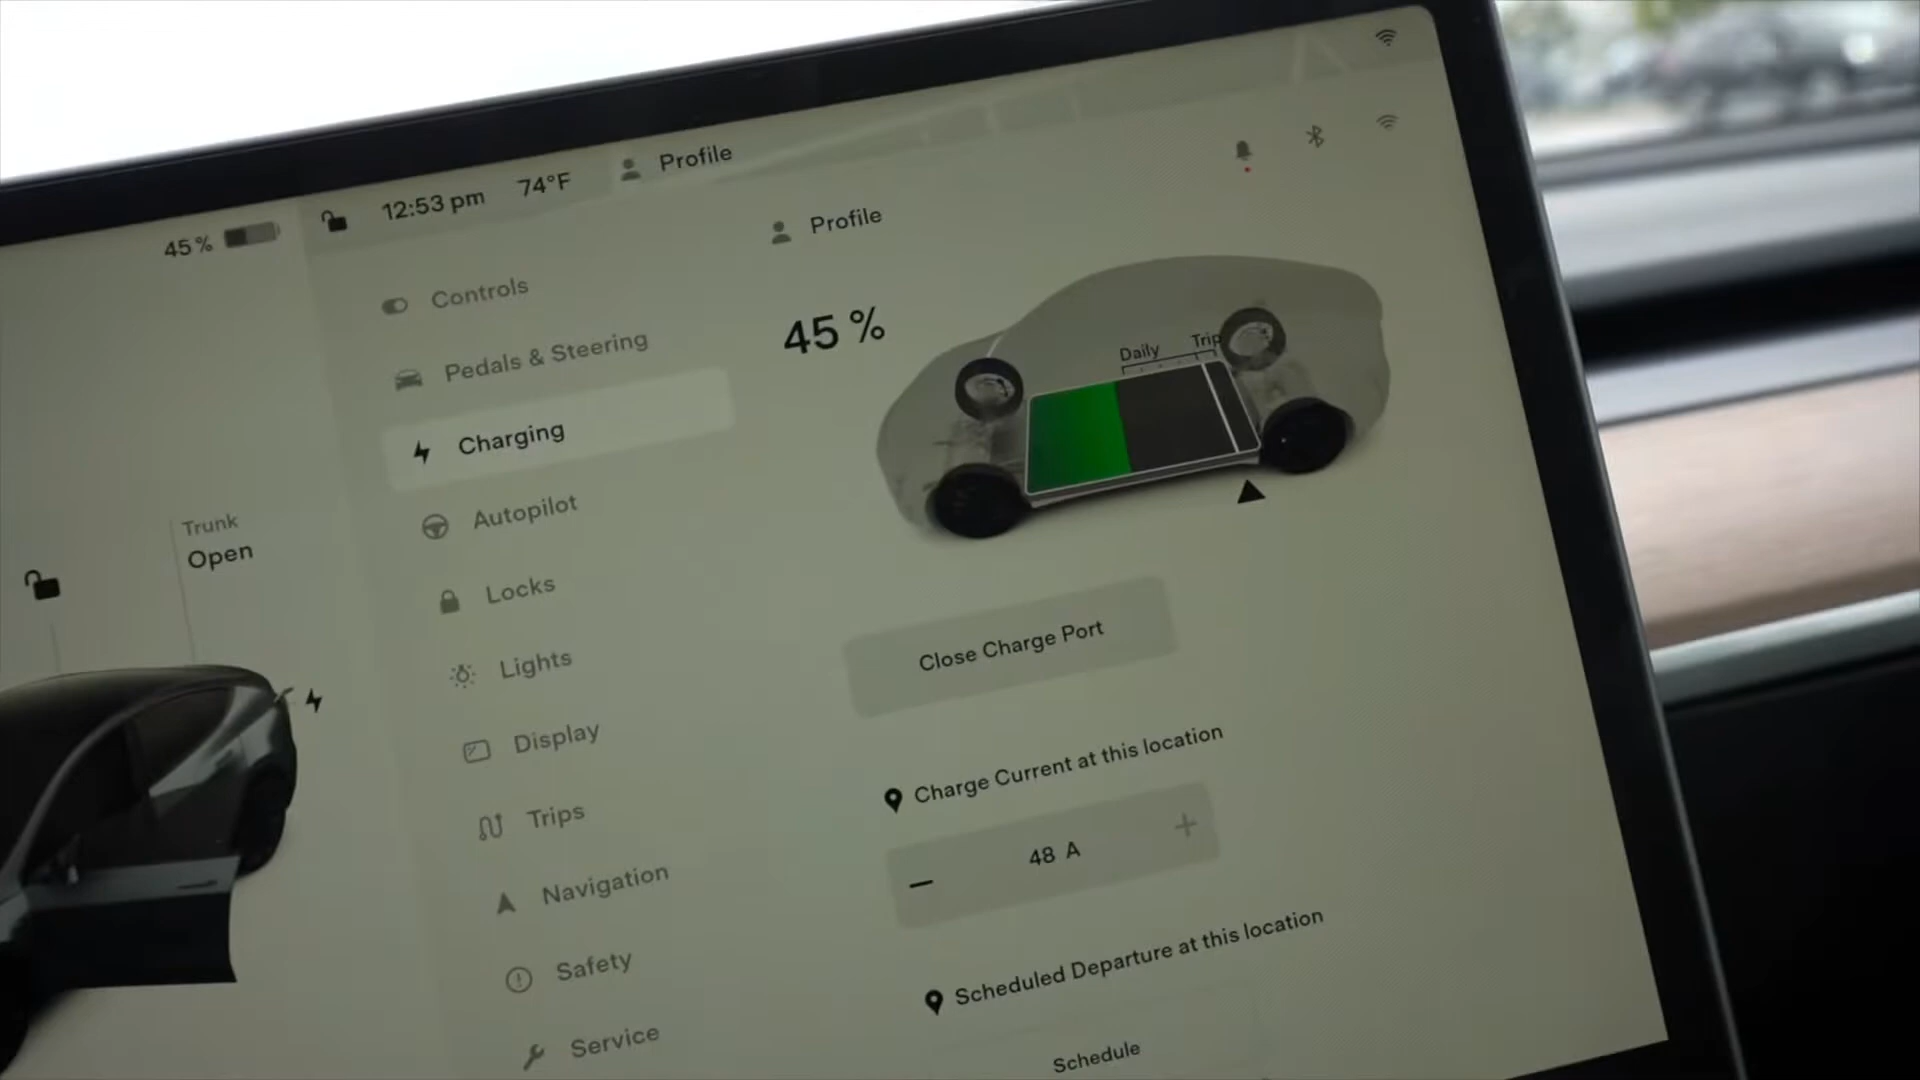 45%
12:53 pm
74°F
Profile
Profile
Controls
Pedals & Steering
Charging
Autopilot
Locks
Lights
Display
Trips
Navigation
Safety
Service
Trunk
Open
45 %
Daily
Trip
Close Charge Port
Charge Current at this location
− 48 A +
Scheduled Departure at this location
Schedule